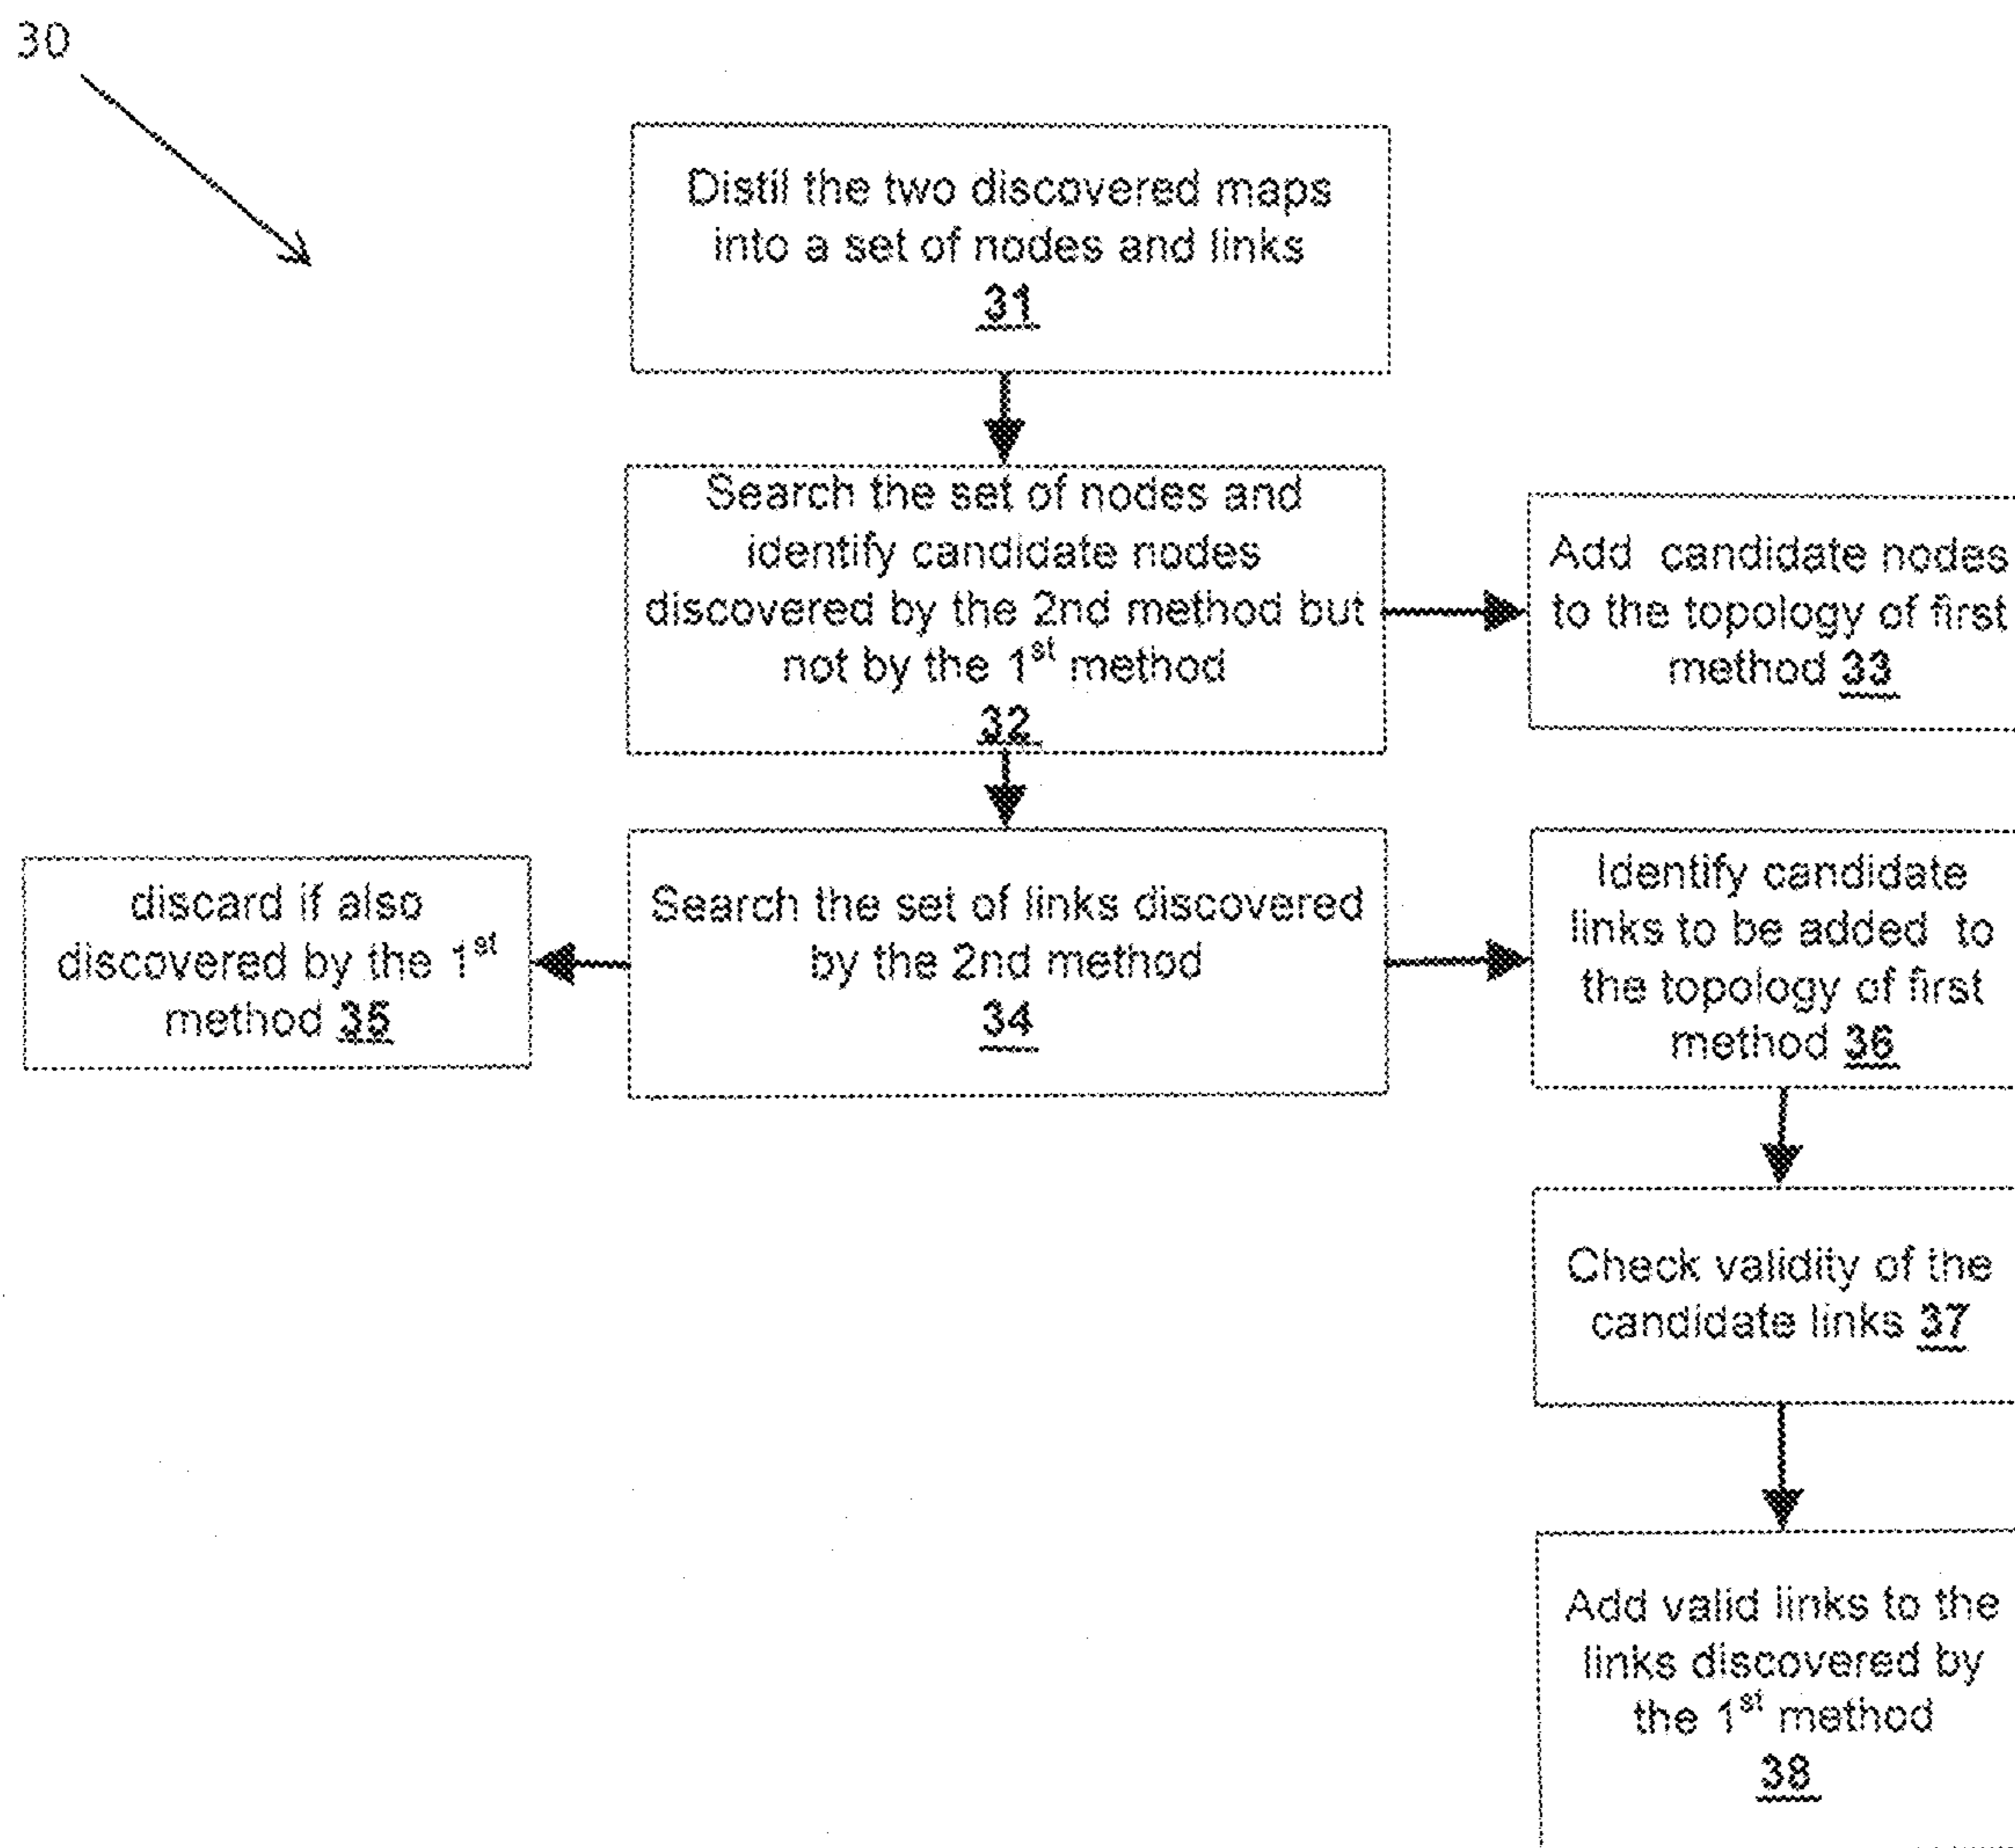 30
Distil the two discovered maps
into a set of nodes and links
31
Search the set of nodes and
identify candidate nodes
discovered by the 2nd method but
not by the 1st method
32
Add candidate nodes
to the topology of first
method 33
discard if also
discovered by the 1st
method 35
Search the set of links discovered
by the 2nd method
34
Identify candidate
links to be added to
the topology of first
method 36
Check validity of the
candidate links 37
Add valid links to the
links discovered by
the 1st method
38